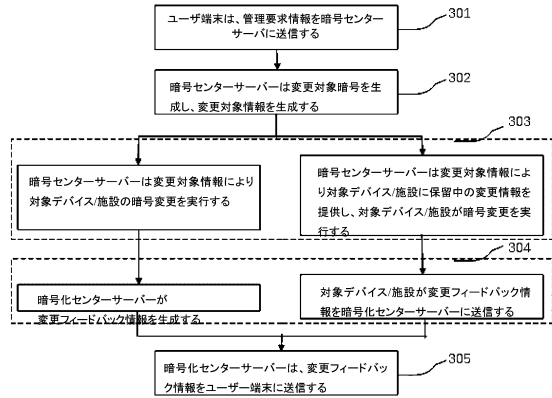 ユーザ端末は、管理要求情報を暗号センター
サーバに送信する
301
暗号センターサーバーは変更対象暗号を生
成し、変更対象情報を生成する
302
303
暗号センターサーバーは変更対象情報により
対象デバイス/施設の暗号変更を実行する
暗号センターサーバーは変更対象情報によ
り対象デバイス/施設に保留中の変更情報を
提供し、対象デバイス/施設が暗号変更を実
行する
304
暗号化センターサーバーが
変更フィードバック情報を生成する
対象デバイス/施設が変更フィードバック情
報を暗号化センターサーバーに送信する
暗号化センターサーバーは、変更フィードバッ
ク情報をユーザー端末に送信する
305